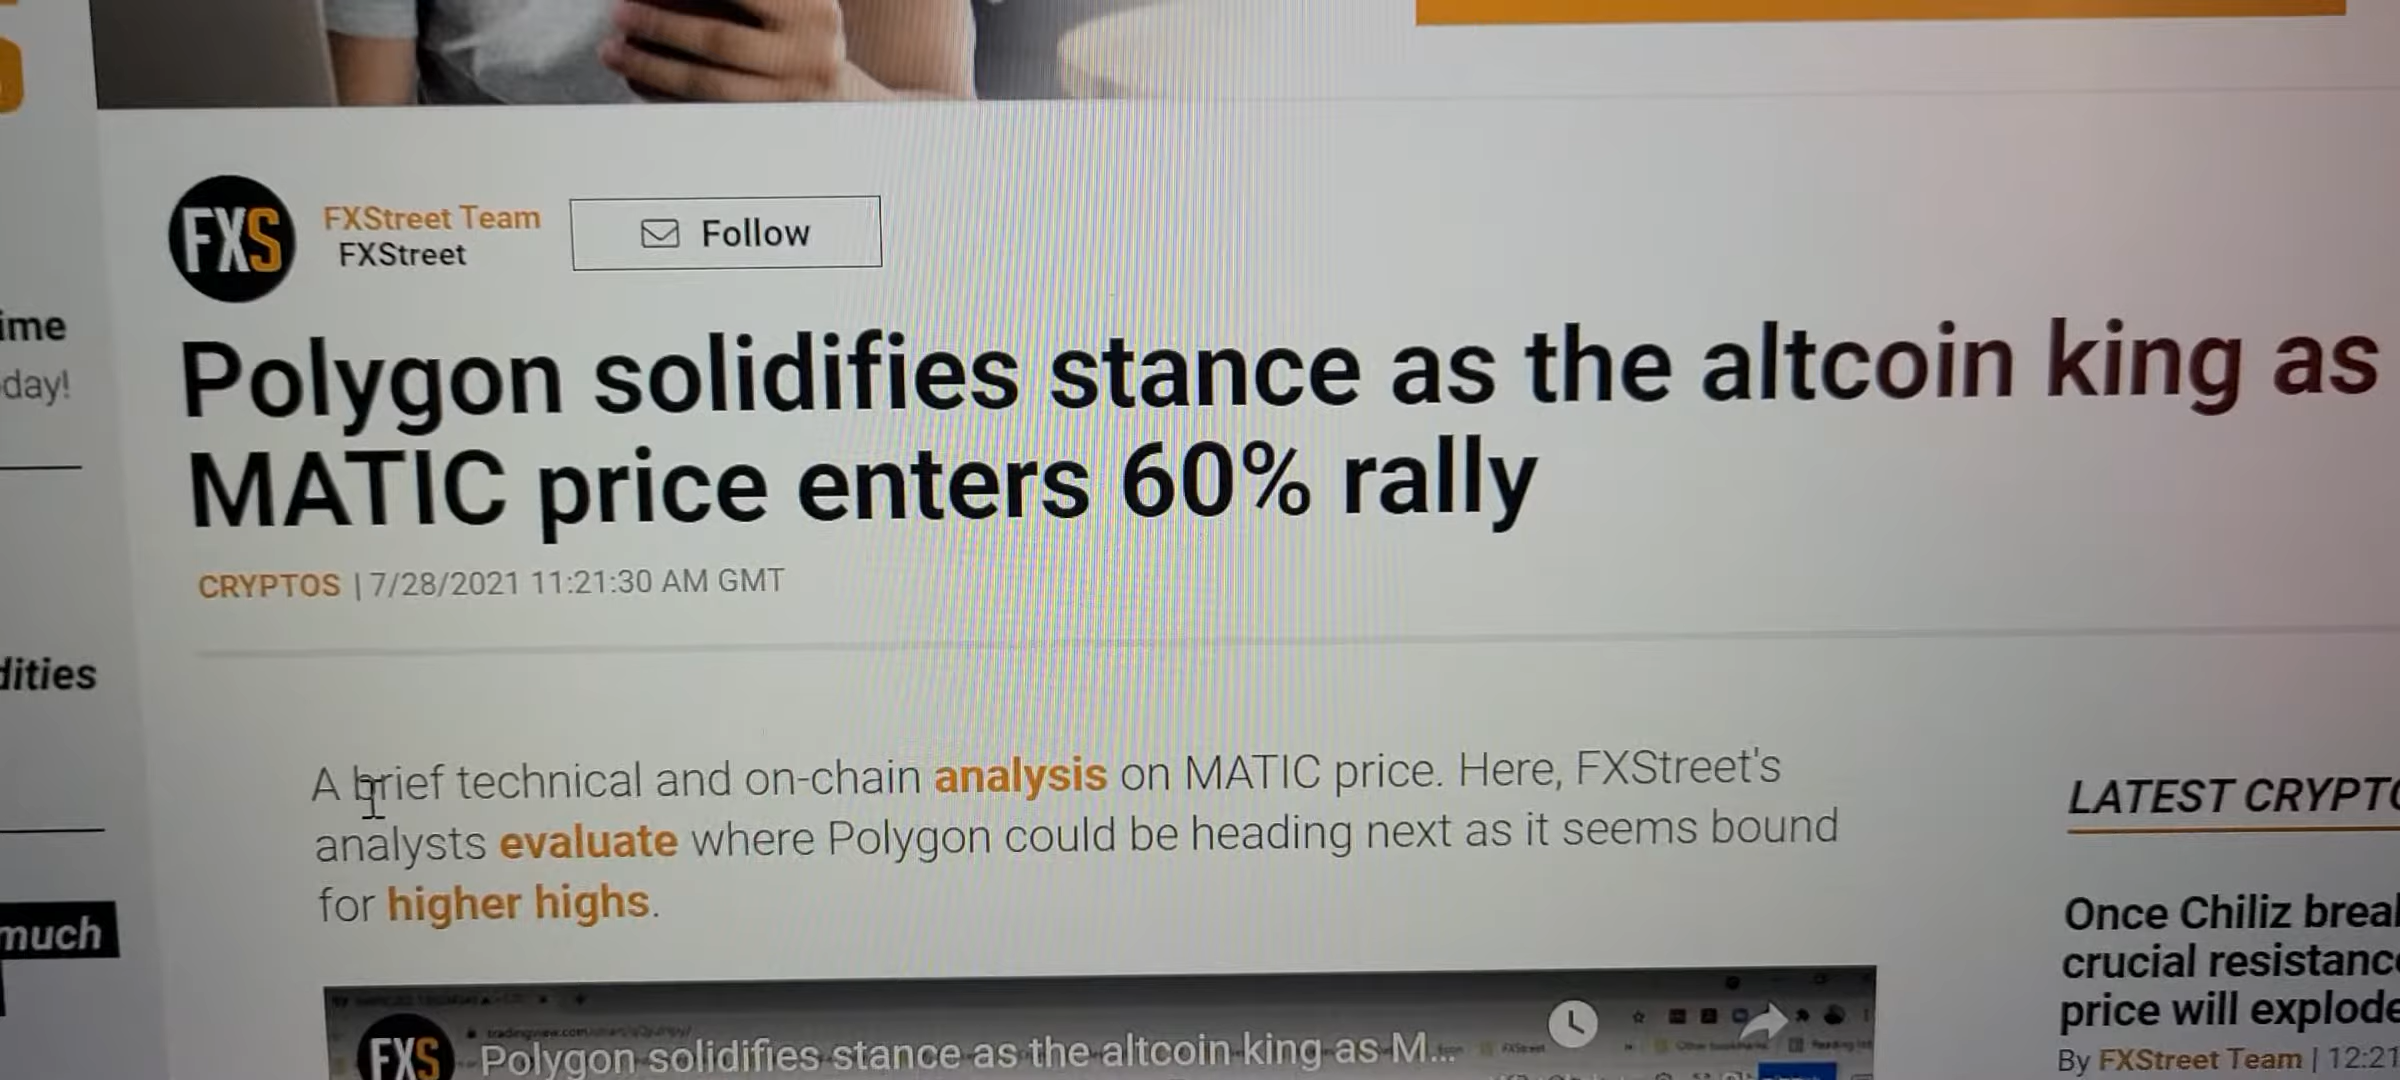 FXS
FXStreet Team
FXStreet
Follow
Polygon solidifies stance as the altcoin king as
MATIC price enters 60% rally
CRYPTOS | 7/28/2021 11:21:30 AM GMT
A brief technical and on-chain analysis on MATIC price. Here, FXStreet's
analysts evaluate where Polygon could be heading next as it seems bound
for higher highs.
FXS
Polygon solidifies stance as the altcoin king as M...
ime
day!
dities
much
LATEST CRYPTO
Once Chiliz brea
crucial resistanc
price will explode
By FXStreet Team | 12:21